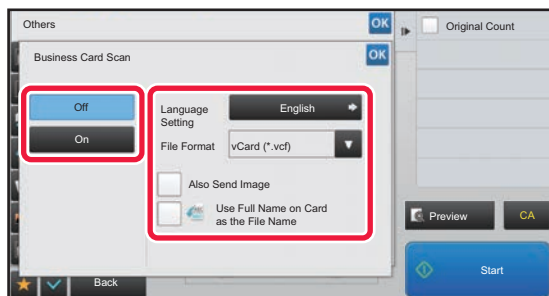 Others
OK
Original Count
Business Card Scan
OK
Off
On
Language
Setting
English
File Format
vCard (*.vcf)
Also Send Image
Use Full Name on Card
as the File Name
Preview
CA
Back
Start